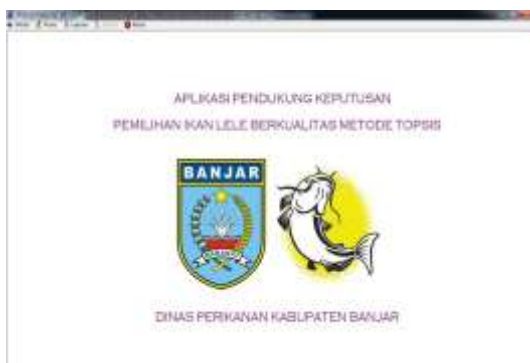 APLIKASI PENDUKUNG KEPUTUSAN
PEMILIHAN IKAN LELE BERKUALITAS METODE TOPSIS
BANJAR
DINAS PERIKANAN KABUPATEN BANJAR